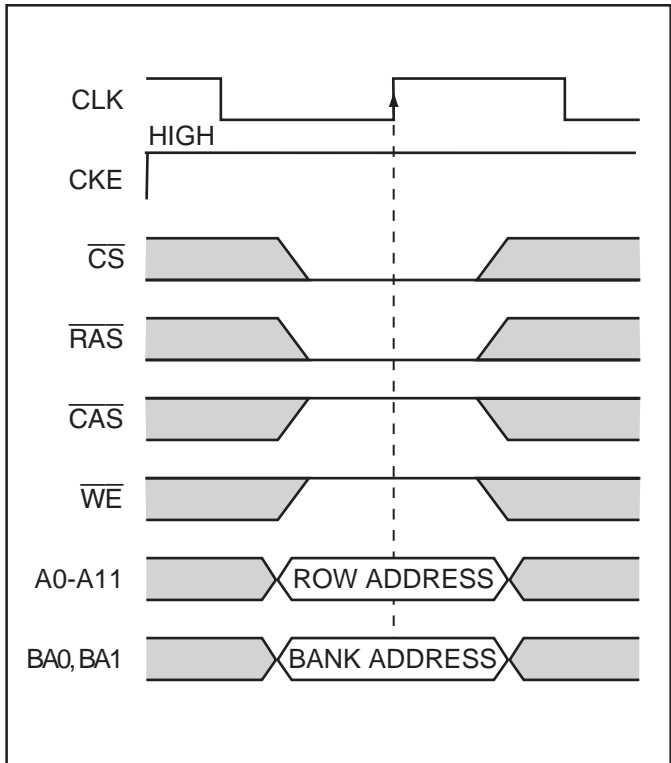 CLK
HIGH
CKE
CS
RAS
CAS
WE
A0-A11 ROW ADDRESS
BA0, BA1 BANK ADDRESS